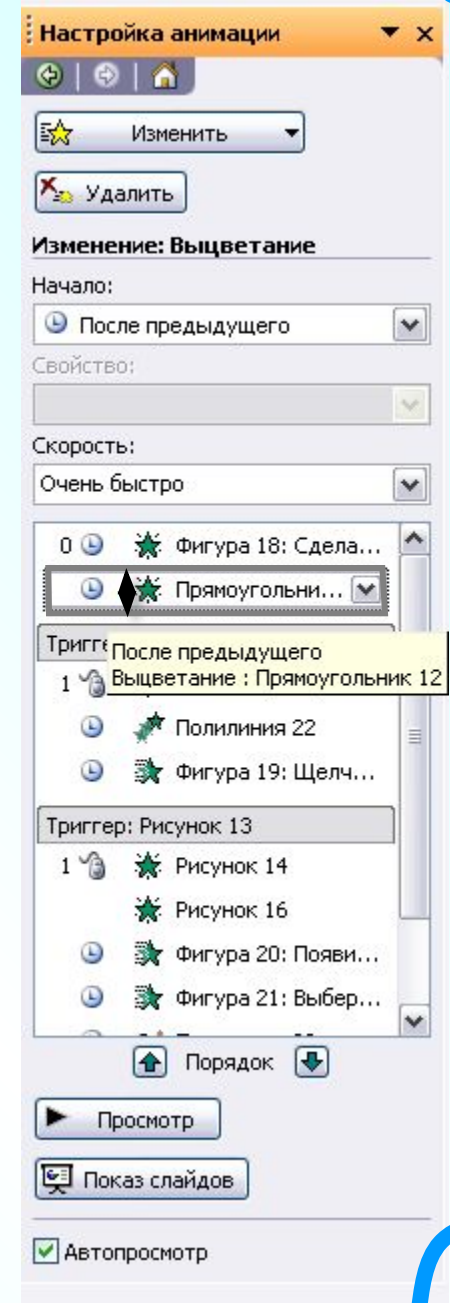 Настройка анимации
Изменить
Удалить
Изменение: Выцветание
Начало:
После предыдущего
Свойство:
Скорость:
Очень быстро
0 Фигура 18: Сдела...
Прямоугольни...
Тригге
После предыдущего
Выцветание : Прямоугольник 12
1
Полилиния 22
Фигура 19: Щелч...
Триггер: Рисунок 13
1 Рисунок 14
Рисунок 16
Фигура 20: Появи...
Фигура 21: Выбер...
Порядок
Просмотр
Показ слайдов
Автопросмотр